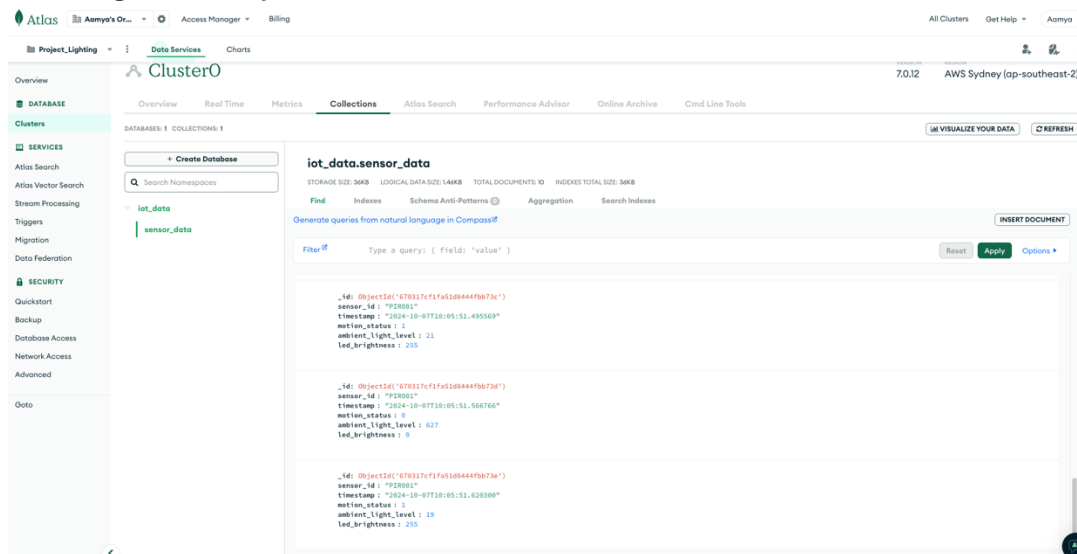 Atlas Aamya's Or... Access Manager Billing All Clusters Get Help Aamya
Project_Lighting Data Services Charts
Overview
DATABASE
Clusters
SERVICES
Atlas Search
Atlas Vector Search
Stream Processing
Triggers
Migration
Data Federation
SECURITY
Quickstart
Backup
Database Access
Network Access
Advanced
Goto
Cluster0
VERSION REGION
7.0.12 AWS Sydney (ap-southeast-2)
Overview Real Time Metrics Collections Atlas Search Performance Advisor Online Archive Cmd Line Tools
DATABASES: 1 COLLECTIONS: 1 VISUALIZE YOUR DATA REFRESH
+ Create Database
Search Namespaces
iot_data
sensor_data
iot_data.sensor_data
STORAGE SIZE: 36KB LOGICAL DATA SIZE: 1.46KB TOTAL DOCUMENTS: 10 INDEXES TOTAL SIZE: 36KB
Find Indexes Schema Anti-Patterns 0 Aggregation Search Indexes
Generate queries from natural language in Compass
INSERT DOCUMENT
Filter Type a query: { field: 'value' } Reset Apply Options
_id: ObjectId('670317cf1fa51d8444fbb73c')
sensor_id : "PIR001"
timestamp : "2024-10-07T10:05:51.495569"
motion_status : 1
ambient_light_level : 21
led_brightness : 255
_id: ObjectId('670317cf1fa51d8444fbb73d')
sensor_id : "PIR001"
timestamp : "2024-10-07T10:05:51.566766"
motion_status : 0
ambient_light_level : 627
led_brightness : 0
_id: ObjectId('670317cf1fa51d8444fbb73e')
sensor_id : "PIR001"
timestamp : "2024-10-07T10:05:51.620300"
motion_status : 1
ambient_light_level : 19
led_brightness : 255